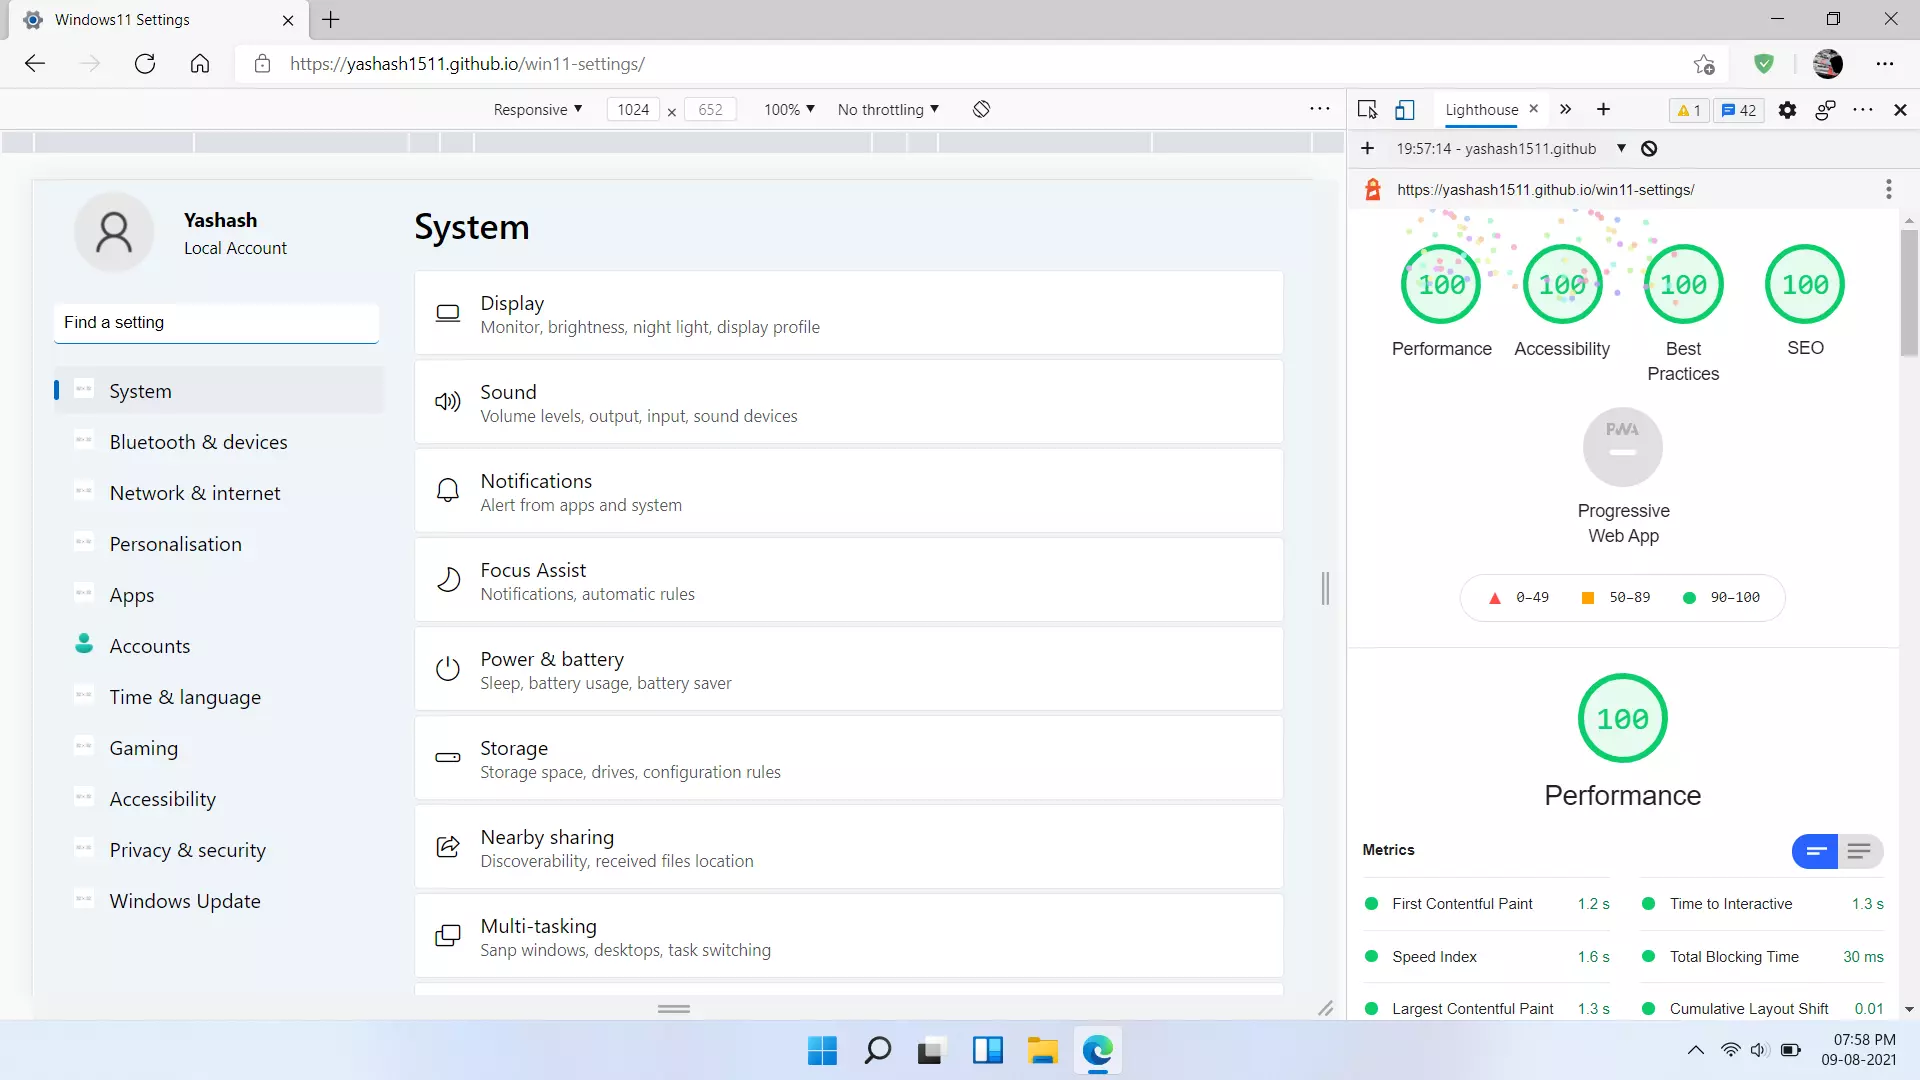 Windows11 Settings
https://yashash1511.github.io/win11-settings/
Responsive ▼ 1024 × 652 100% ▼ No throttling ▼
Lighthouse
1 42
19:57:14 - yashash1511.github
https://yashash1511.github.io/win11-settings/
Yashash
Local Account
Find a setting
System
Bluetooth & devices
Network & internet
Personalisation
Apps
Accounts
Time & language
Gaming
Accessibility
Privacy & security
Windows Update
System
Display
Monitor, brightness, night light, display profile
Sound
Volume levels, output, input, sound devices
Notifications
Alert from apps and system
Focus Assist
Notifications, automatic rules
Power & battery
Sleep, battery usage, battery saver
Storage
Storage space, drives, configuration rules
Nearby sharing
Discoverability, received files location
Multi-tasking
Sanp windows, desktops, task switching
100 100 100 100
Performance Accessibility Best Practices SEO
PWA
Progressive
Web App
0–49 50–89 90–100
100
Performance
Metrics
First Contentful Paint 1.2 s
Time to Interactive 1.3 s
Speed Index 1.6 s
Total Blocking Time 30 ms
Largest Contentful Paint 1.3 s
Cumulative Layout Shift 0.01
07:58 PM
09-08-2021